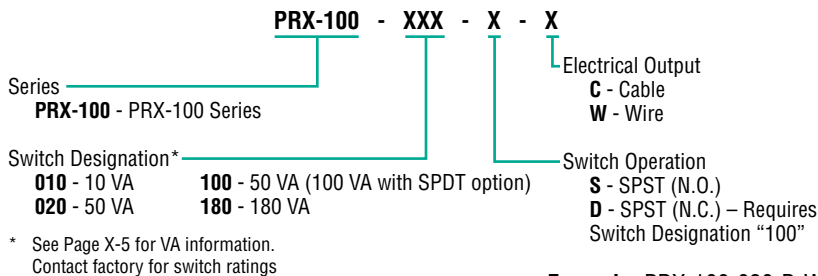 PRX-100 - XXX - X - X
Series
PRX-100 - PRX-100 Series
Switch Designation*
010 - 10 VA 100 - 50 VA (100 VA with SPDT option)
020 - 50 VA 180 - 180 VA
* See Page X-5 for VA information.
Contact factory for switch ratings
Electrical Output
C - Cable
W - Wire
Switch Operation
S - SPST (N.O.)
D - SPST (N.C.) – Requires
Switch Designation “100”